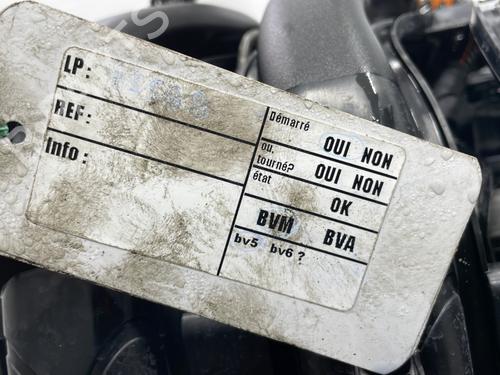 LP:
REF:
Info :
Démarré
OUI NON
ou
tourné?
OUI NON
état
OK
BVM BVA
bv5 bv6 ?